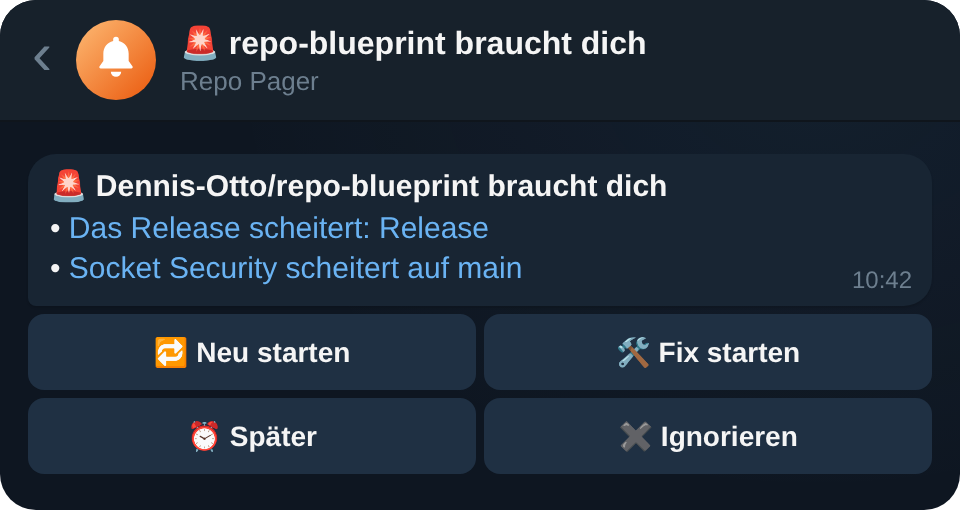 🚨 repo-blueprint braucht dich
Repo Pager
🚨 Dennis-Otto/repo-blueprint braucht dich
• Das Release scheitert: Release
• Socket Security scheitert auf main
10:42
🔁 Neu starten
🛠️ Fix starten
⏰ Später
✖️ Ignorieren